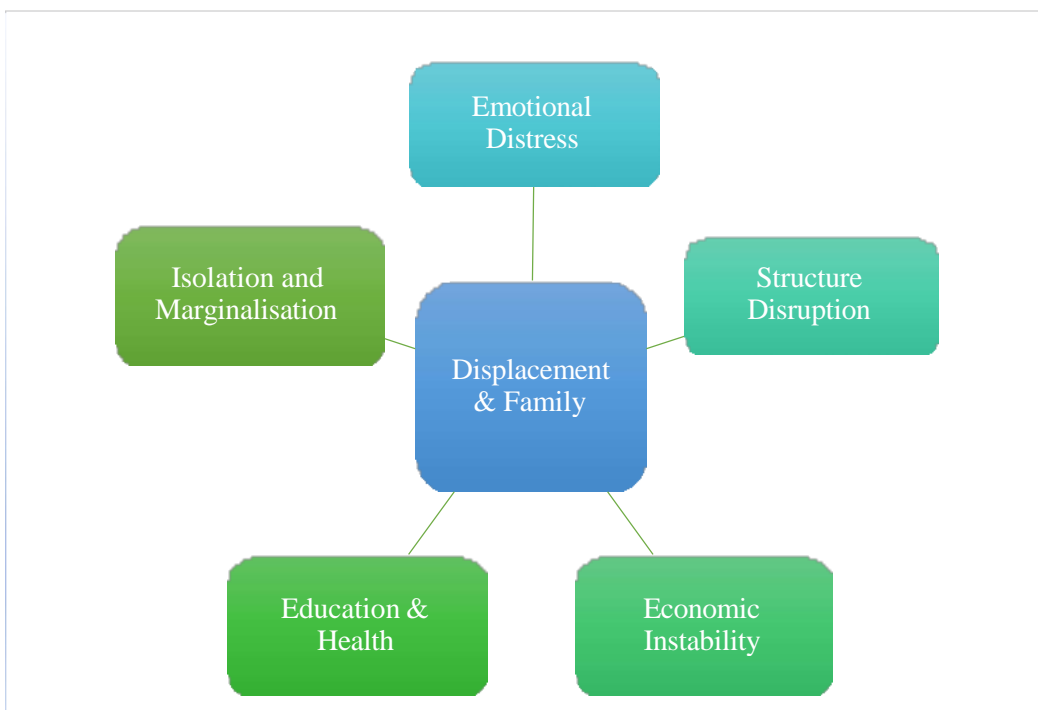 Emotional
Distress
Isolation and
Marginalisation
Structure
Disruption
Displacement
& Family
Education &
Health
Economic
Instability